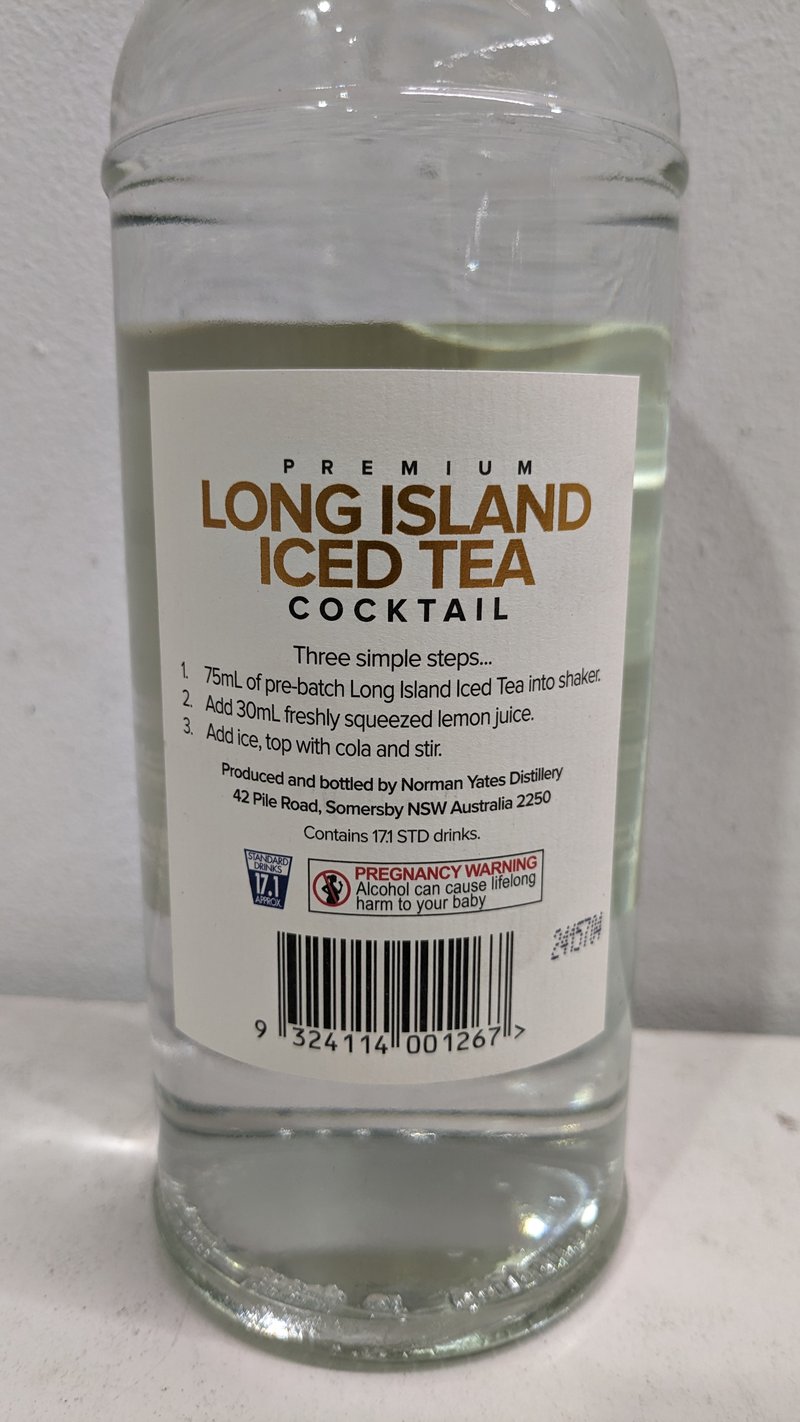 PREMIUM
LONG ISLAND
ICED TEA
COCKTAIL
Three simple steps...
1. 75mL of pre-batch Long Island Iced Tea into shaker.
2. Add 30mL freshly squeezed lemon juice.
3. Add ice, top with cola and stir.
Produced and bottled by Norman Yates Distillery
42 Pile Road, Somersby NSW Australia 2250
Contains 17.1 STD drinks.
STANDARD
DRINKS
17.1
APPROX.
PREGNANCY WARNING
Alcohol can cause lifelong
harm to your baby
2415704
9 324114 001267 >